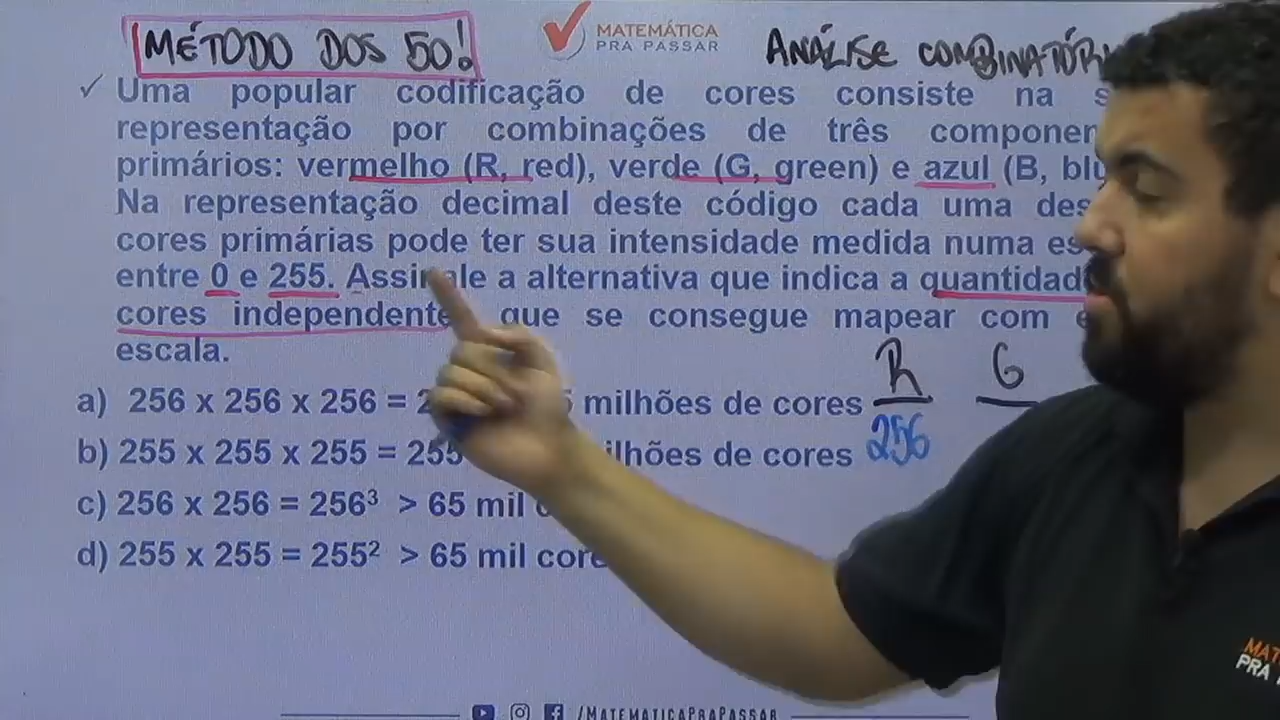 MÉTODO DOS 50!
MATEMÁTICA
PRA PASSAR
ANÁLISE
✓ Uma popular codificação de cores consiste na
representação por combinações de três
primários: vermelho (R, red), verde (G, green) e azul (B,
Na representação decimal deste código cada uma
cores primárias pode ter sua intensidade medida numa
entre 0 e 255. a alternativa que indica a
cores que se consegue mapear com
escala.
R G
a) 256 x 256 x 256 = milhões de cores
256
b) 255 x 255 x 255 = de cores
c) 256 x 256 = 256³ > 65 mil
d) 255 x 255 = 255² > 65 mil
/MATEMATICAPRAPASSAR
PRA